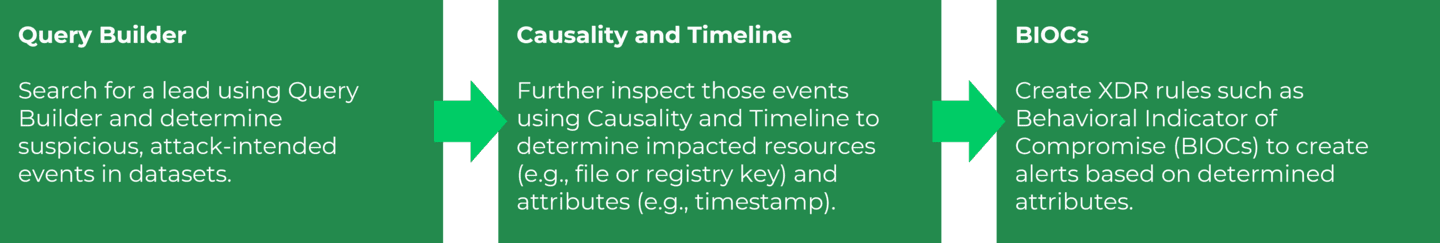 Query Builder
Search for a lead using Query
Builder and determine
suspicious, attack-intended
events in datasets.
Causality and Timeline
Further inspect those events
using Causality and Timeline to
determine impacted resources
(e.g., file or registry key) and
attributes (e.g., timestamp).
BIOCs
Create XDR rules such as
Behavioral Indicator of
Compromise (BIOCs) to create
alerts based on determined
attributes.